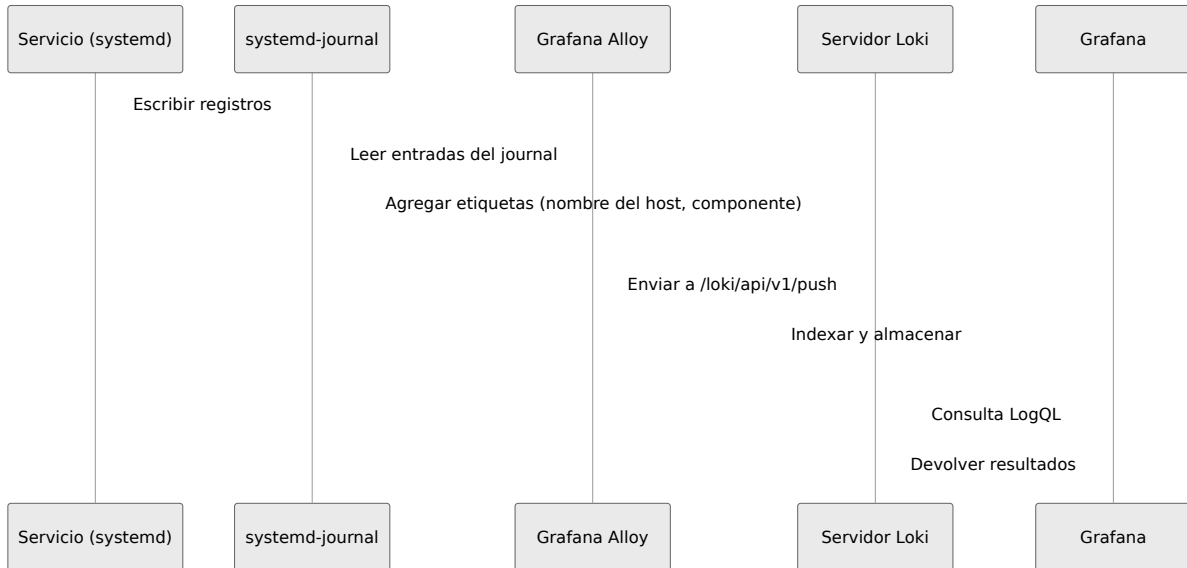 Servicio (systemd)
systemd-journal
Grafana Alloy
Servidor Loki
Grafana
Escribir registros
Leer entradas del journal
Agregar etiquetas (nombre del host, componente)
Enviar a /loki/api/v1/push
Indexar y almacenar
Consulta LogQL
Devolver resultados
Servicio (systemd)
systemd-journal
Grafana Alloy
Servidor Loki
Grafana